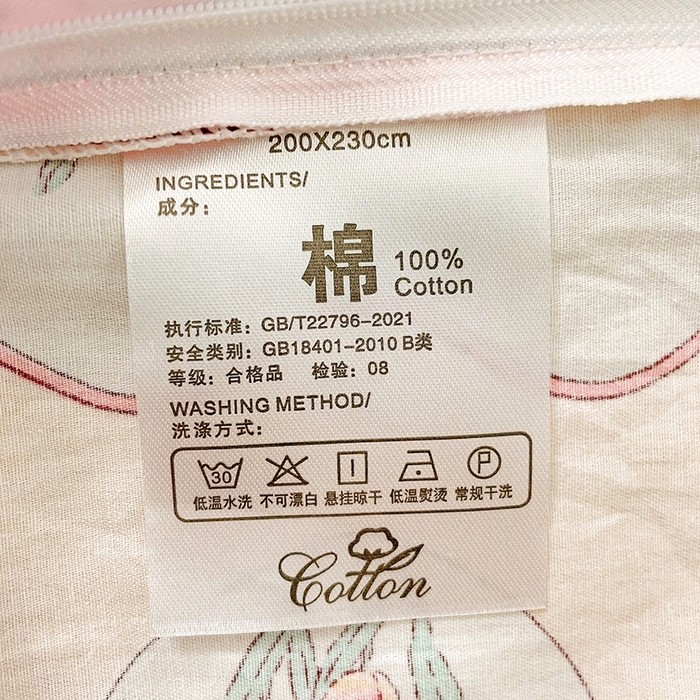 200X230cm
INGREDIENTS/
成分：
棉 100%
Cotton
执行标准：GB/T22796-2021
安全类别：GB18401-2010 B类
等级：合格品 检验：08
WASHING METHOD/
洗涤方式：
30 P
低温水洗 不可漂白 悬挂晾干 低温熨烫 常规干洗
Cotton